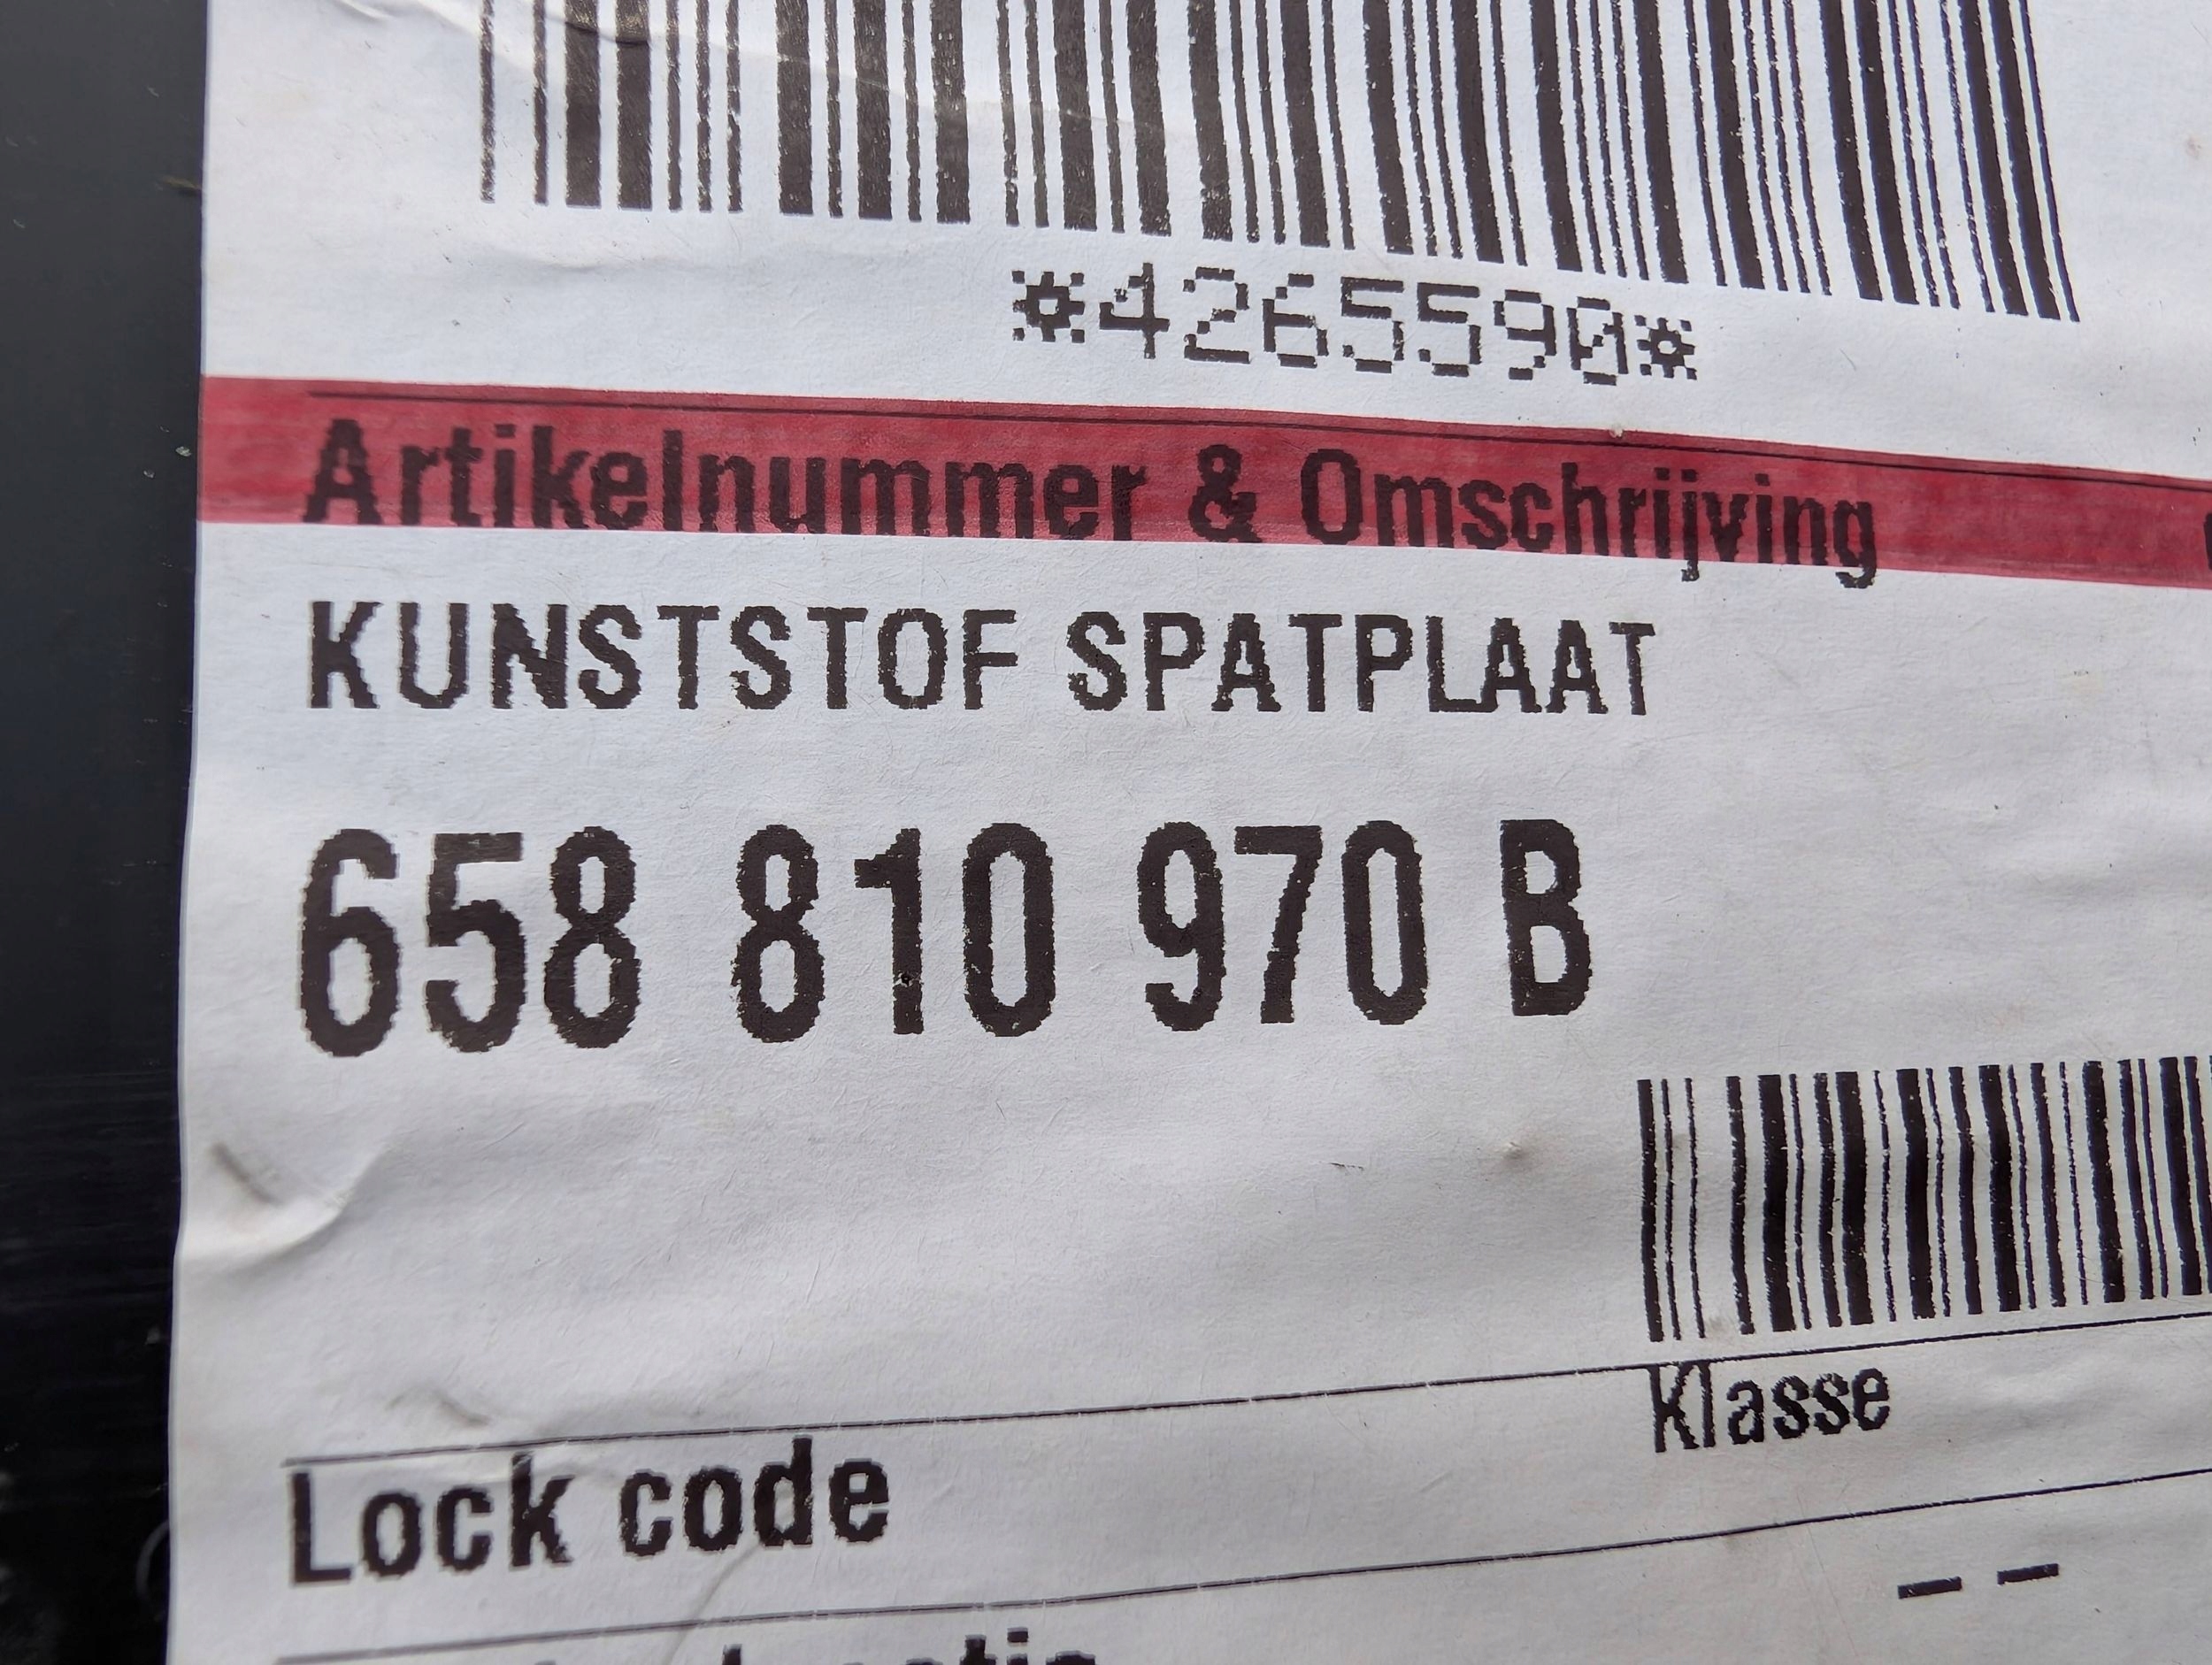 *4265590*
Artikelnummer & Omschrijving
KUNSTSTOF SPATPLAAT
658 810 970 B
Klasse
Lock code
--